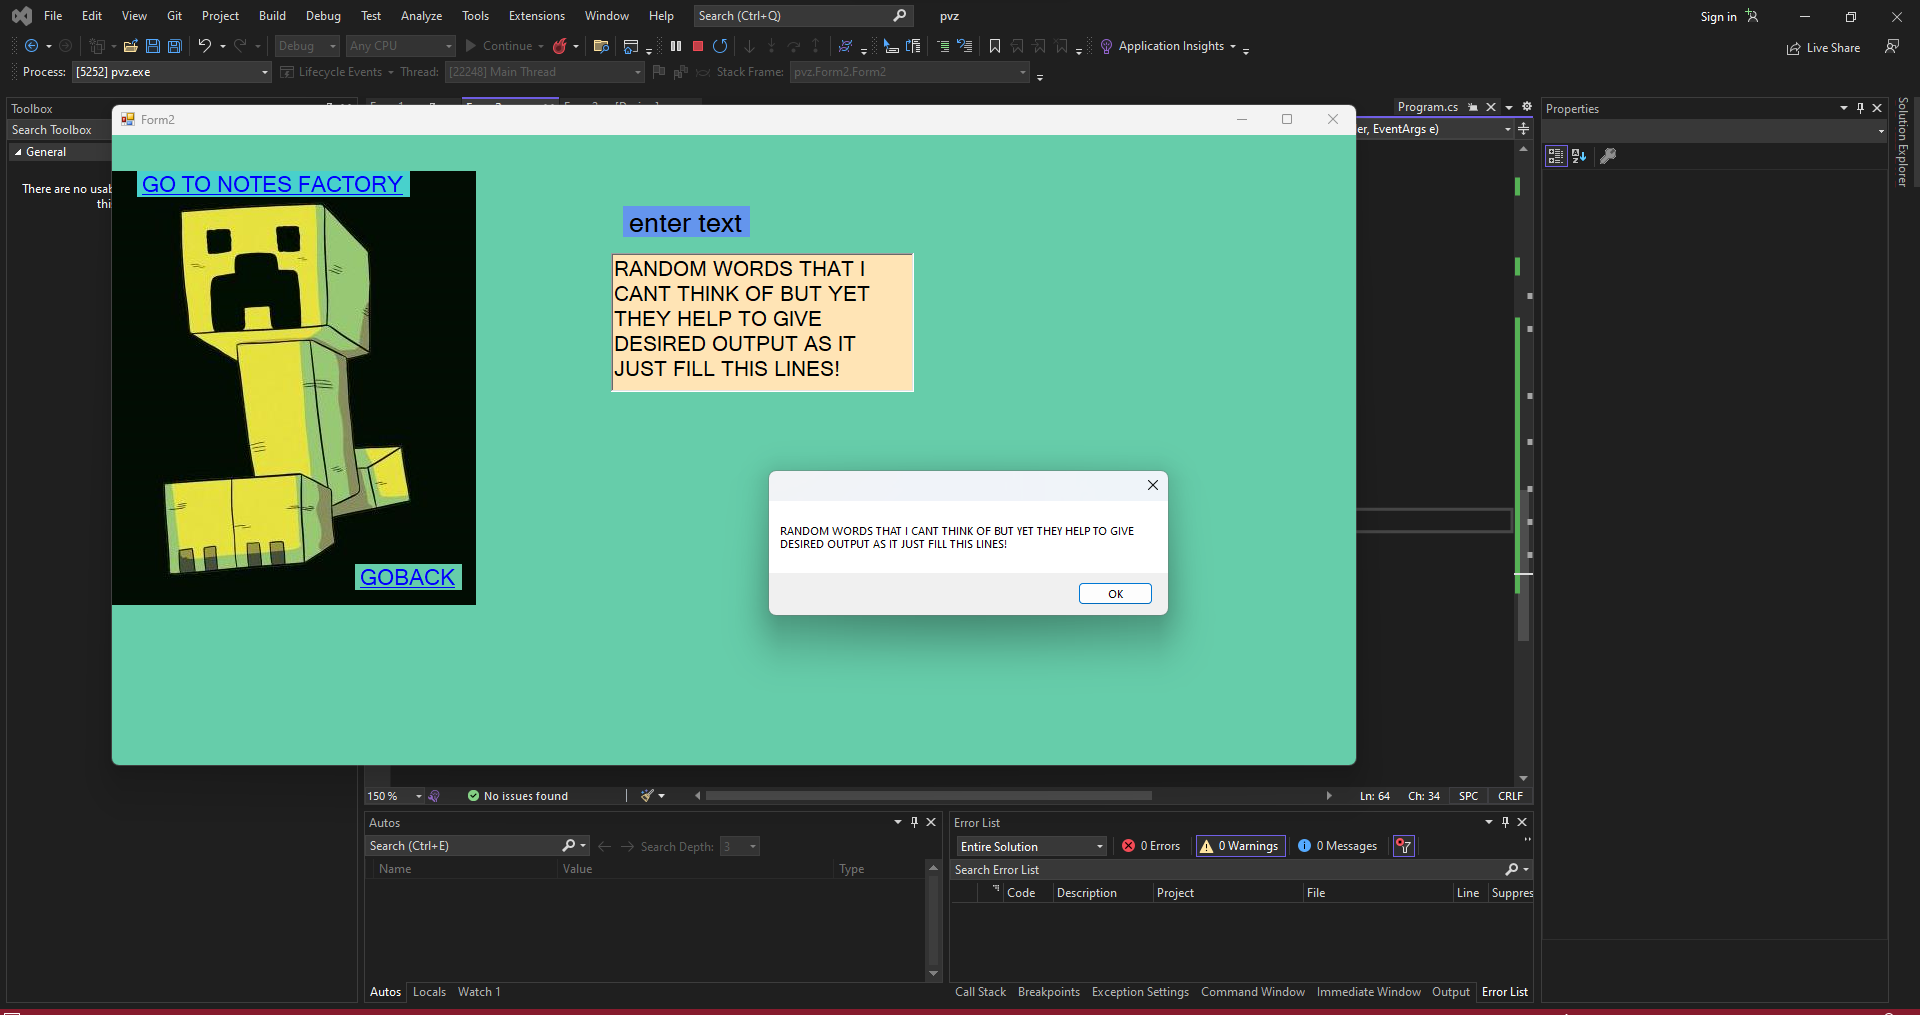 File Edit View Git Project Build Debug Test Analyze Tools Extensions Window Help Search (Ctrl+Q) pvz Sign in
Debug Any CPU Continue Application Insights Live Share
Process: [5252] pvz.exe Lifecycle Events Thread: [22248] Main Thread Stack Frame: pvz.Form2.Form2
Toolbox
Search Toolbox
General
There are no usab
thi
Program.cs
er, EventArgs e)
Properties
Solution Explorer
Form2
GO TO NOTES FACTORY
GOBACK
enter text
RANDOM WORDS THAT I
CANT THINK OF BUT YET
THEY HELP TO GIVE
DESIRED OUTPUT AS IT
JUST FILL THIS LINES!
RANDOM WORDS THAT I CANT THINK OF BUT YET THEY HELP TO GIVE
DESIRED OUTPUT AS IT JUST FILL THIS LINES!
OK
150 % No issues found Ln: 64 Ch: 34 SPC CRLF
Autos
Search (Ctrl+E) Search Depth: 3
Name Value Type
Autos Locals Watch 1
Error List
Entire Solution 0 Errors 0 Warnings 0 Messages
Search Error List
Code Description Project File Line Suppres
Call Stack Breakpoints Exception Settings Command Window Immediate Window Output Error List